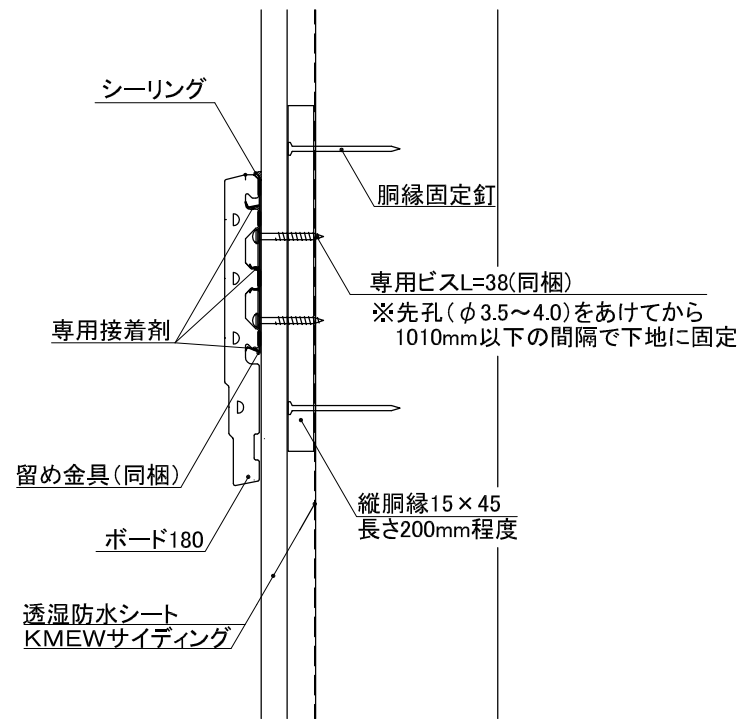 シーリング
胴縁固定釘
専用ビスL=38(同梱)
※先孔(φ3.5～4.0)をあけてから
1010mm以下の間隔で下地に固定
専用接着剤
留め金具(同梱)
縦胴縁15×45
長さ200mm程度
ボード180
透湿防水シート
KMEWサイディング